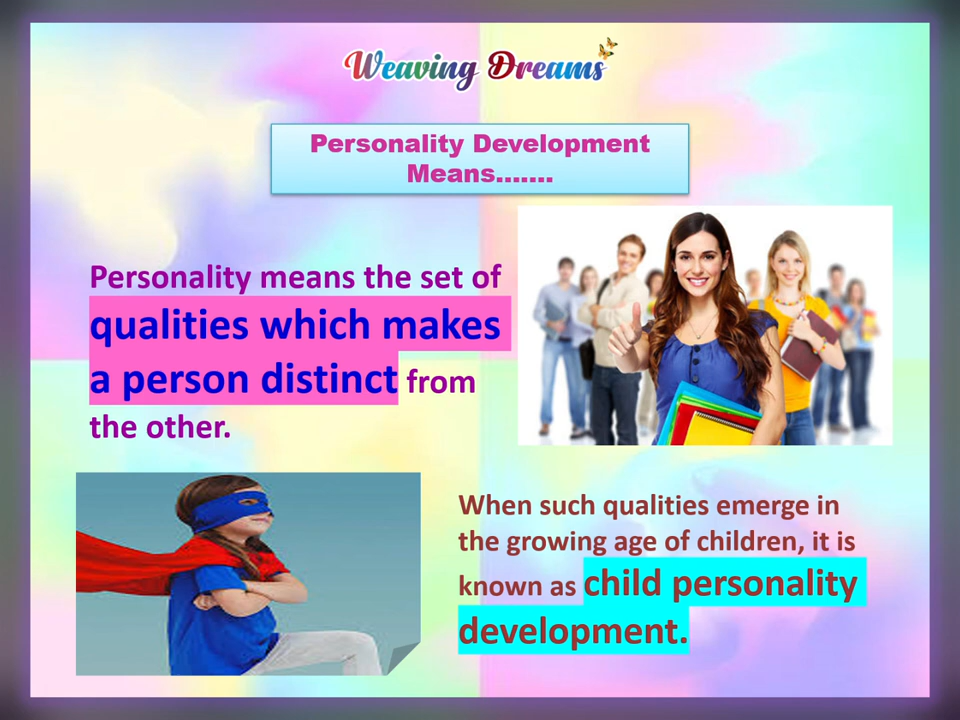 Weaving Dreams
Personality Development
Means.......
Personality means the set of
qualities which makes
a person distinct from
the other.
When such qualities emerge in
the growing age of children, it is
known as child personality
development.